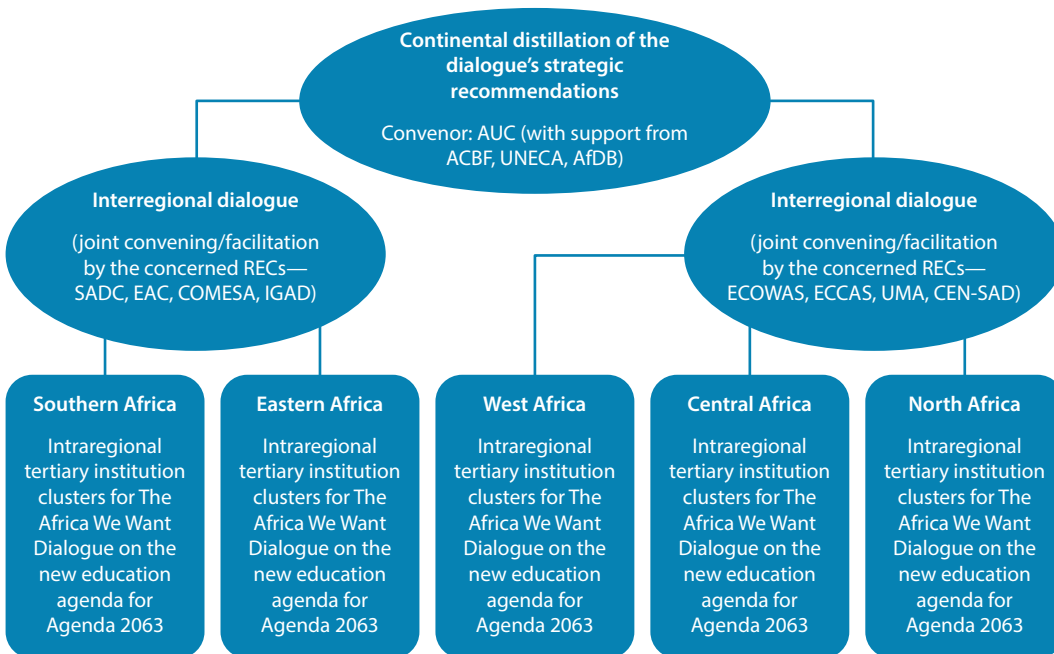 Continental distillation of the
dialogue’s strategic
recommendations
Convenor: AUC (with support from
ACBF, UNECA, AfDB)
Interregional dialogue
(joint convening/facilitation
by the concerned RECs—
SADC, EAC, COMESA, IGAD)
Interregional dialogue
(joint convening/facilitation
by the concerned RECs—
ECOWAS, ECCAS, UMA, CEN-SAD)
Southern Africa
Intraregional
tertiary institution
clusters for The
Africa We Want
Dialogue on the
new education
agenda for
Agenda 2063
Eastern Africa
Intraregional
tertiary institution
clusters for The
Africa We Want
Dialogue on the
new education
agenda for
Agenda 2063
West Africa
Intraregional
tertiary institution
clusters for The
Africa We Want
Dialogue on the
new education
agenda for
Agenda 2063
Central Africa
Intraregional
tertiary institution
clusters for The
Africa We Want
Dialogue on the
new education
agenda for
Agenda 2063
North Africa
Intraregional
tertiary institution
clusters for The
Africa We Want
Dialogue on the
new education
agenda for
Agenda 2063